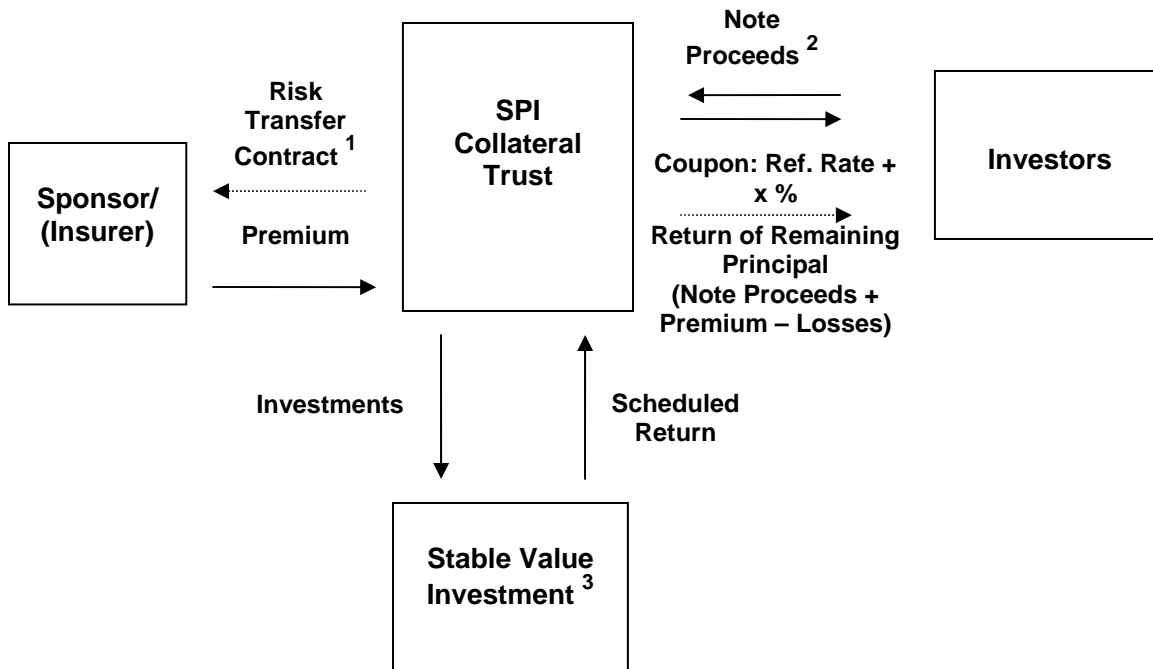 Note
Proceeds 2
Risk
Transfer
Contract 1
SPI
Collateral
Trust
Investors
Coupon: Ref. Rate +
x %
Sponsor/
(Insurer)
Premium
Return of Remaining
Principal
(Note Proceeds +
Premium – Losses)
Investments
Scheduled
Return
Stable Value
Investment 3